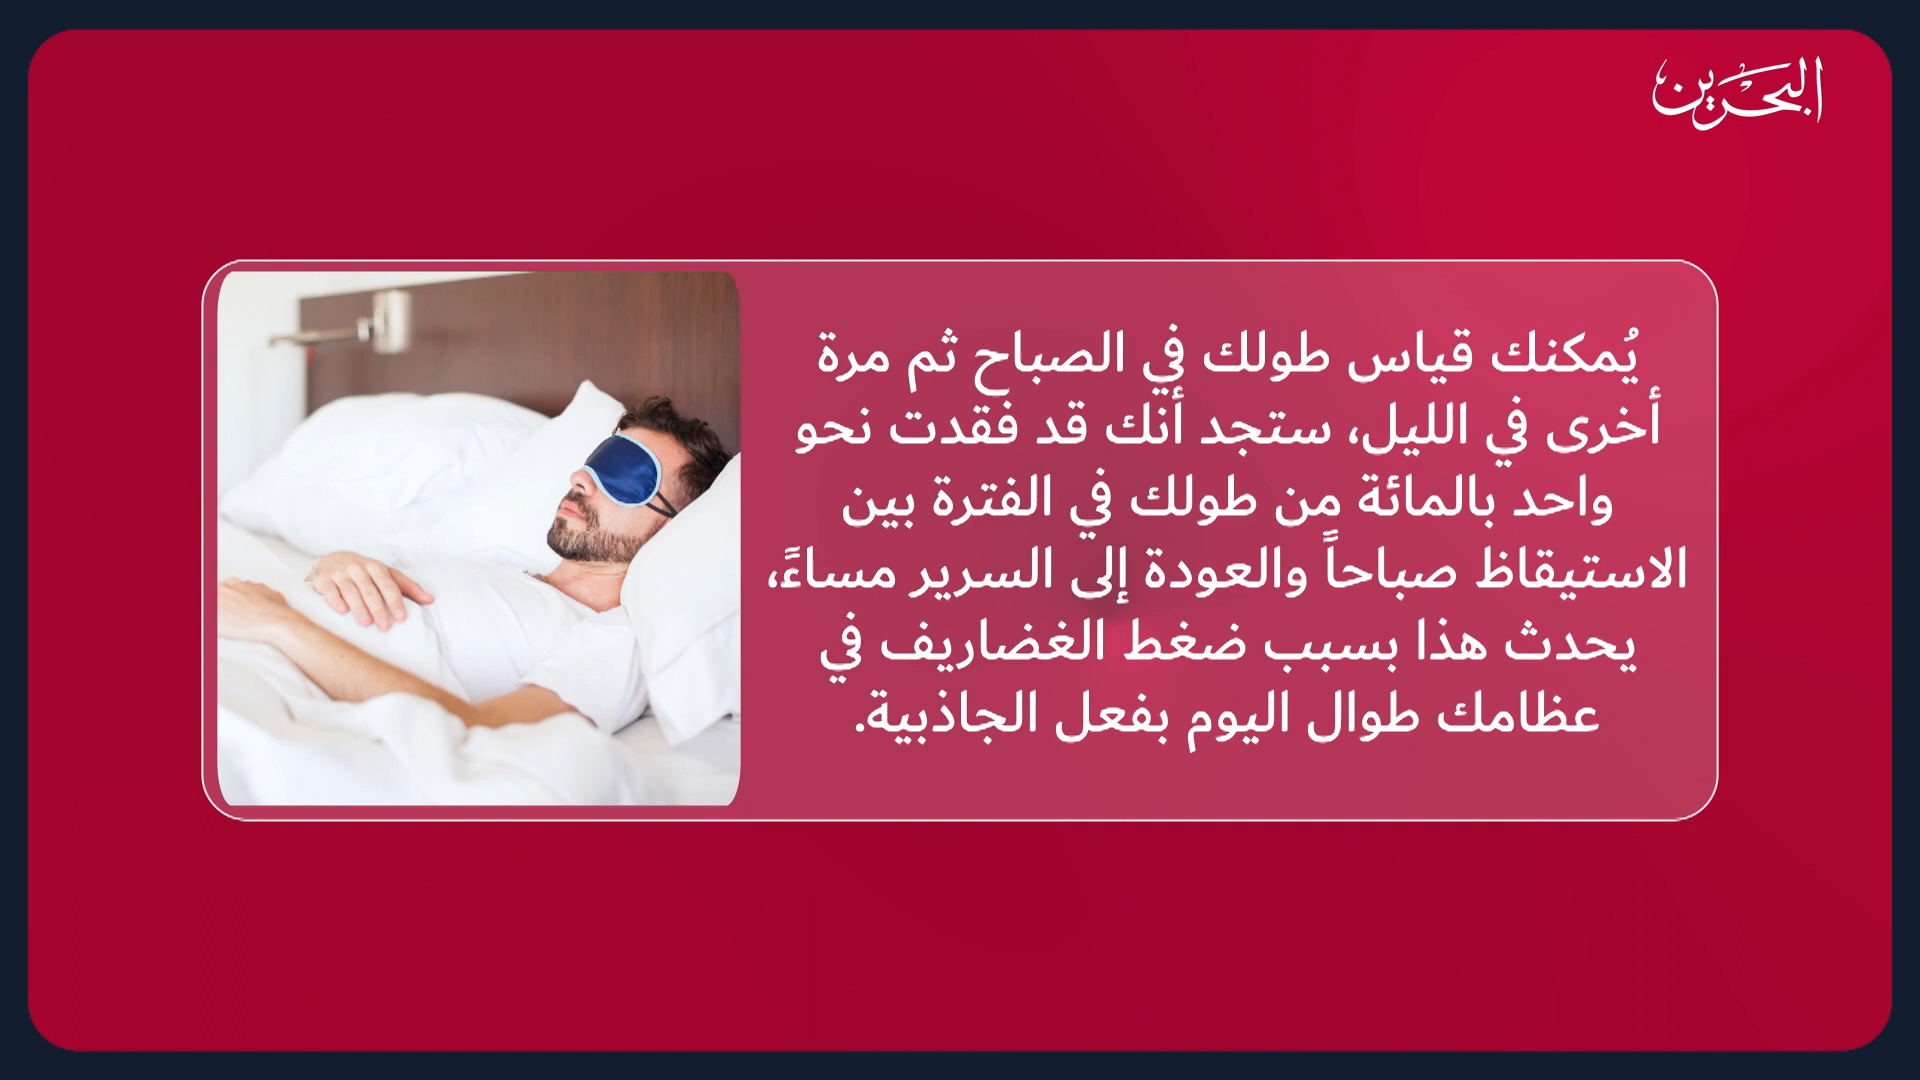 البحرين
يُمكنك قياس طولك في الصباح ثم مرة
أخرى في الليل، ستجد أنك قد فقدت نحو
واحد بالمائة من طولك في الفترة بين
الاستيقاظ صباحاً والعودة إلى السرير مساءً،
يحدث هذا بسبب ضغط الغضاريف في
عظامك طوال اليوم بفعل الجاذبية.